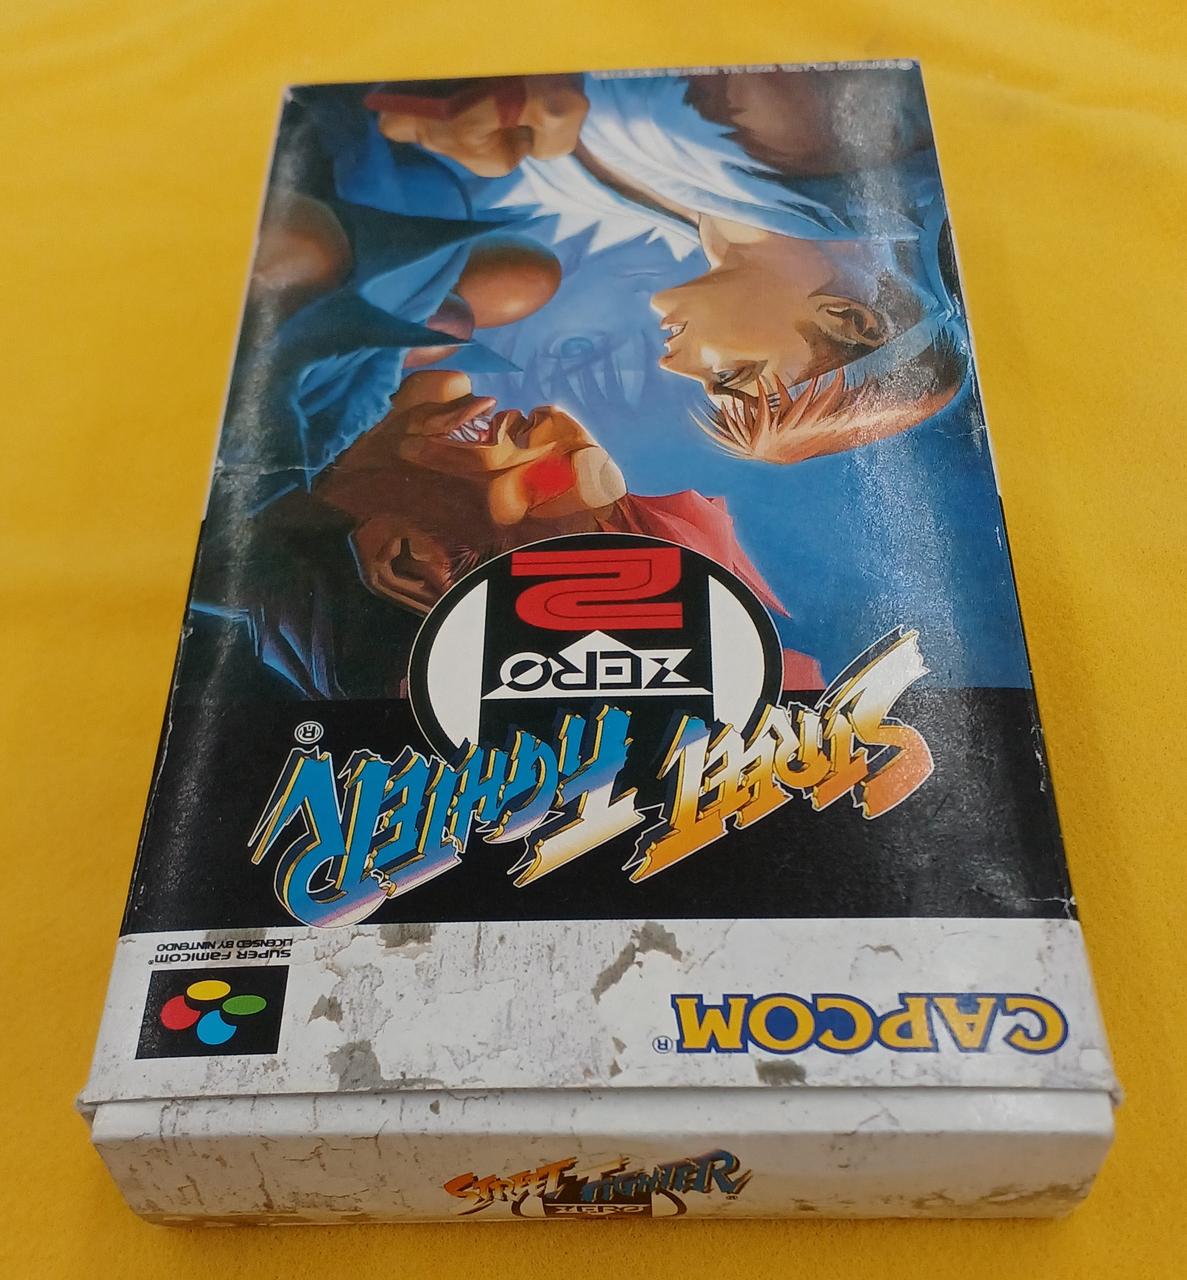 CAPCOM®
SUPER FAMICOM®
LICENSED BY NINTENDO
STREET FIGHTER®
ZERO
2
STREET FIGHTER®
ZERO